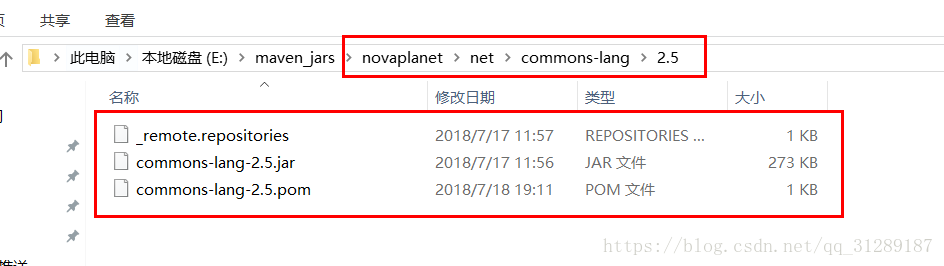 共享 查看
此电脑 > 本地磁盘 (E:) > maven_jars > novaplanet > net > commons-lang > 2.5
名称 修改日期 类型 大小
_remote.repositories 2018/7/17 11:57 REPOSITORIES ... 1 KB
commons-lang-2.5.jar 2018/7/17 11:56 JAR 文件 273 KB
commons-lang-2.5.pom 2018/7/18 19:11 POM 文件 1 KB
https://blog.csdn.net/qq_31289187